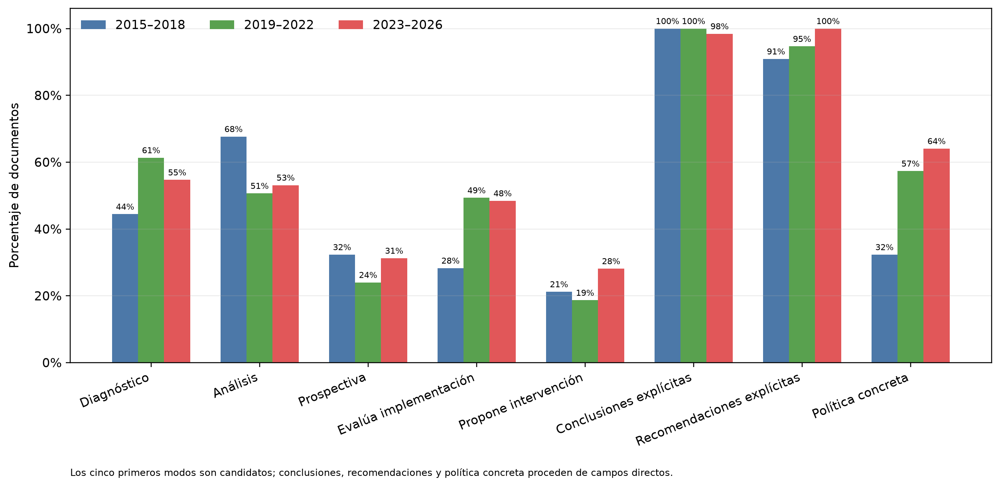 2015–2018 2019–2022 2023–2026
Porcentaje de documentos
100%
80%
60%
40%
20%
0%
44% 61% 55%
68% 51% 53%
32% 24% 31%
28% 49% 48%
21% 19% 28%
100% 100% 98%
91% 95% 100%
32% 57% 64%
Diagnóstico
Análisis
Prospectiva
Evalúa implementación
Propone intervención
Conclusiones explícitas
Recomendaciones explícitas
Política concreta
Los cinco primeros modos son candidatos; conclusiones, recomendaciones y política concreta proceden de campos directos.